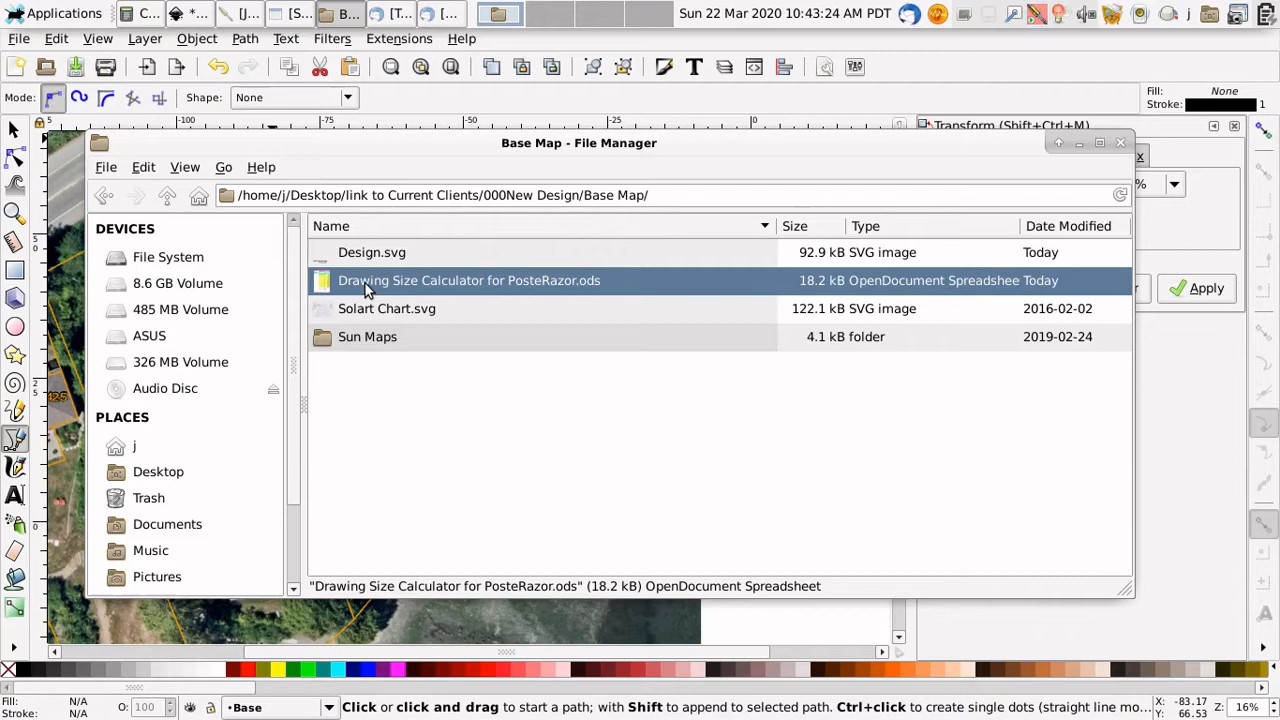 Applications C... *... [J... [S... B... [T... [... Sun 22 Mar 2020 10:43:24 AM PDT j
File Edit View Layer Object Path Text Filters Extensions Help
Mode: Shape: None Fill: None
Stroke: 1
5 -100 -75 -50 -25 0
Transform (Shift+Ctrl+M)
Base Map - File Manager
x
File Edit View Go Help
%
/home/j/Desktop/link to Current Clients/000New Design/Base Map/
DEVICES
File System
8.6 GB Volume
485 MB Volume
ASUS
326 MB Volume
Audio Disc
PLACES
j
Desktop
Trash
Documents
Music
Pictures
Name Size Type Date Modified
Design.svg 92.9 kB SVG image Today
Drawing Size Calculator for PosteRazor.ods 18.2 kB OpenDocument Spreadshee Today
Solart Chart.svg 122.1 kB SVG image 2016-02-02
Sun Maps 4.1 kB folder 2019-02-24
"Drawing Size Calculator for PosteRazor.ods" (18.2 kB) OpenDocument Spreadsheet
r Apply
Fill: N/A
Stroke: N/A
O: 100
•Base
Click or click and drag to start a path; with Shift to append to selected path. Ctrl+click to create single dots (straight line mo...
X: -83.17
Y: 66.53
Z: 16%